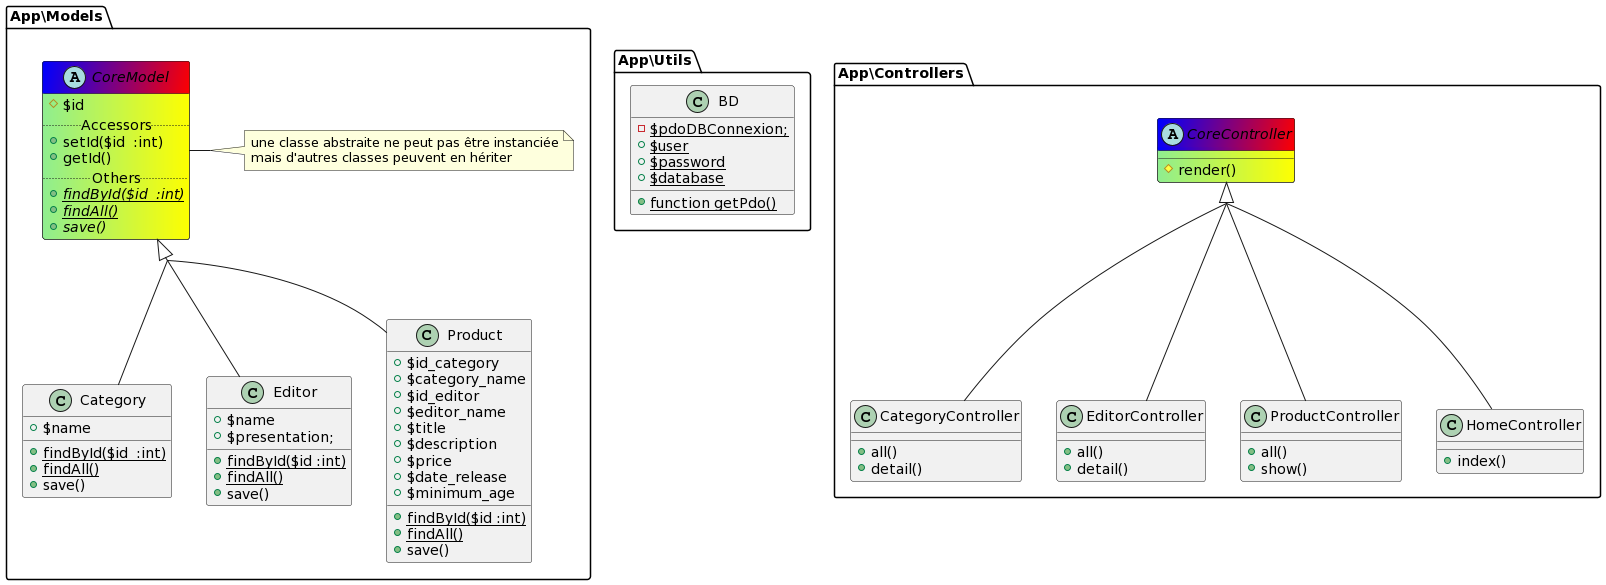 App\Models
A CoreModel
$id
Accessors
setId($id :int)
getId()
Others
findById($id :int)
findAll()
save()
une classe abstraite ne peut pas être instanciée
mais d'autres classes peuvent en hériter
C Category
$name
findById($id :int)
findAll()
save()
C Editor
$name
$presentation;
findById($id :int)
findAll()
save()
C Product
$id_category
$category_name
$id_editor
$editor_name
$title
$description
$price
$date_release
$minimum_age
findById($id :int)
findAll()
save()
App\Utils
C BD
$pdoDBConnexion;
$user
$password
$database
function getPdo()
App\Controllers
A CoreController
render()
C CategoryController
all()
detail()
C EditorController
all()
detail()
C ProductController
all()
show()
C HomeController
index()